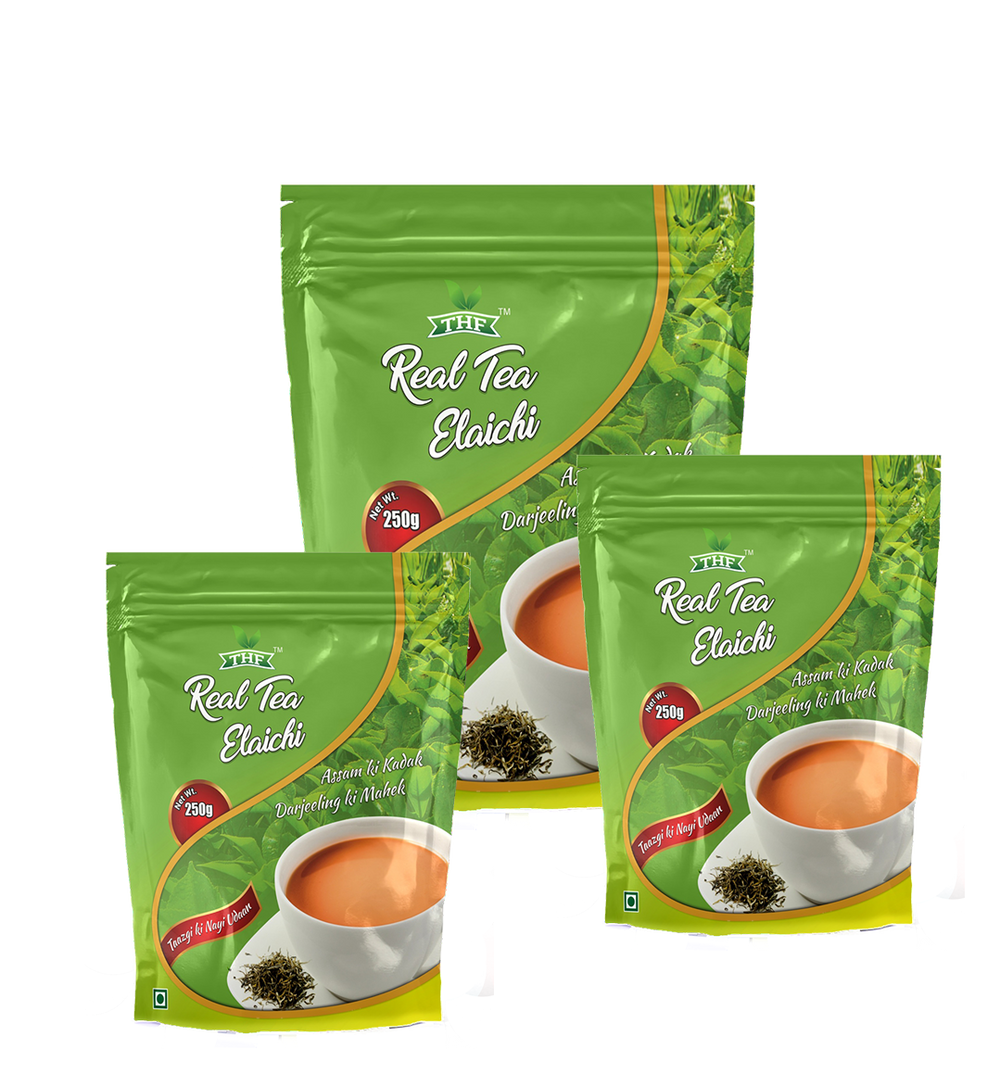 THF TM
Real Tea
Elaichi
Net Wt.
250g
Kadak
Darjeeling
THF TM
Real Tea
Elaichi
Assam ki Kadak
Darjeeling ki Mahek
Net Wt.
250g
Taazgi ki Nayi Udaan
THF TM
Real Tea
Elaichi
Assam ki Kadak
Darjeeling ki Mahek
Net Wt.
250g
Taazgi ki Nayi Udaan